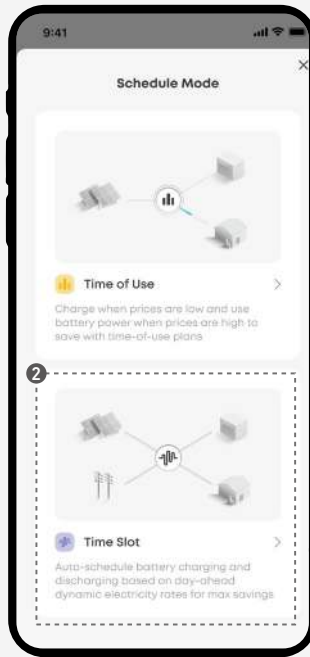 9:41
Schedule Mode
Time of Use
Charge when prices are low and use
battery power when prices are high to
save with time-of-use plans
2
Time Slot
Auto-schedule battery charging and
discharging based on day-ahead
dynamic electricity rates for max savings